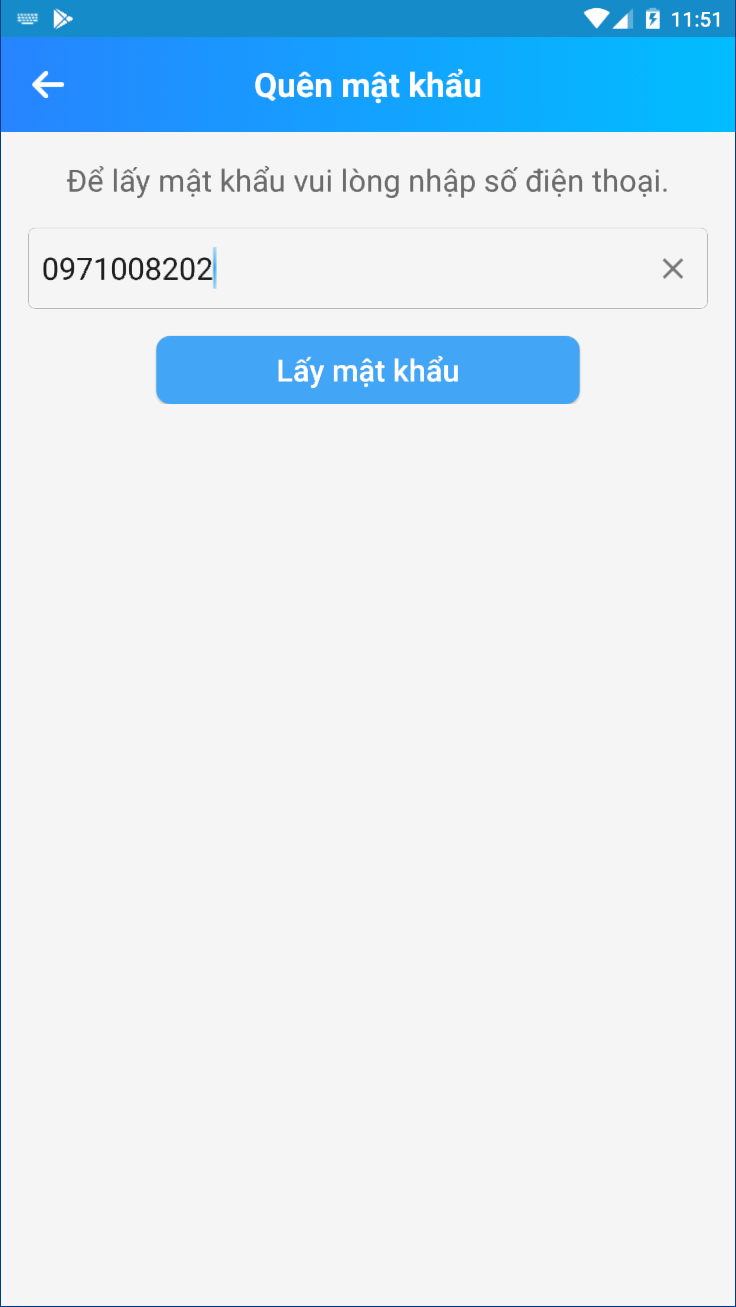 11:51
Quên mật khẩu
Để lấy mật khẩu vui lòng nhập số điện thoại.
0971008202
Lấy mật khẩu